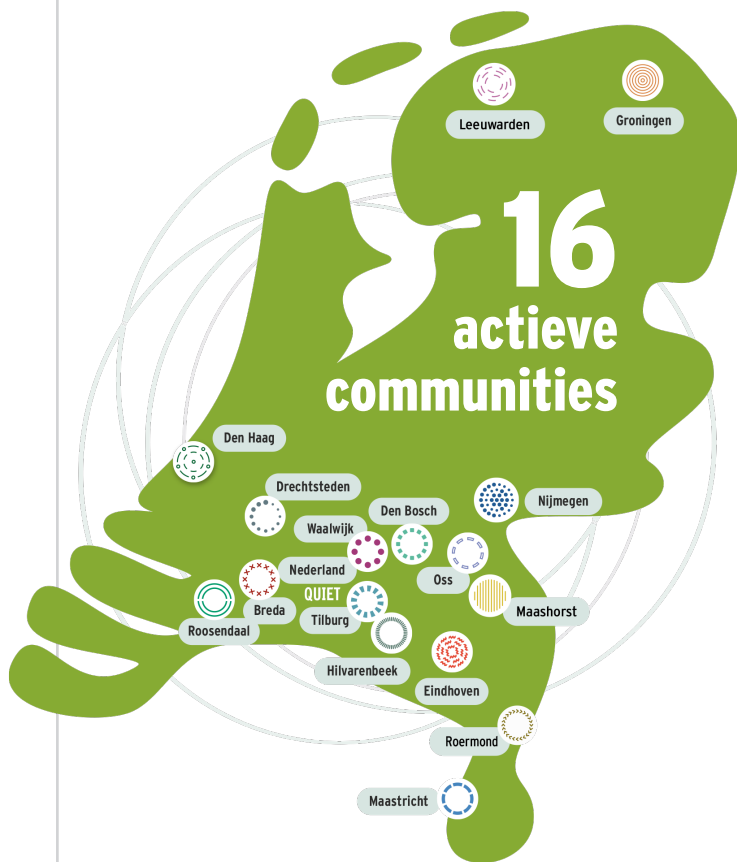 Leeuwarden
Groningen
16
actieve
communities
Den Haag
Drechtsteden
Den Bosch
Nijmegen
Waalwijk
Nederland
Oss
QUIET
Breda
Maashorst
Tilburg
Roosendaal
Hilvarenbeek
Eindhoven
Roermond
Maastricht